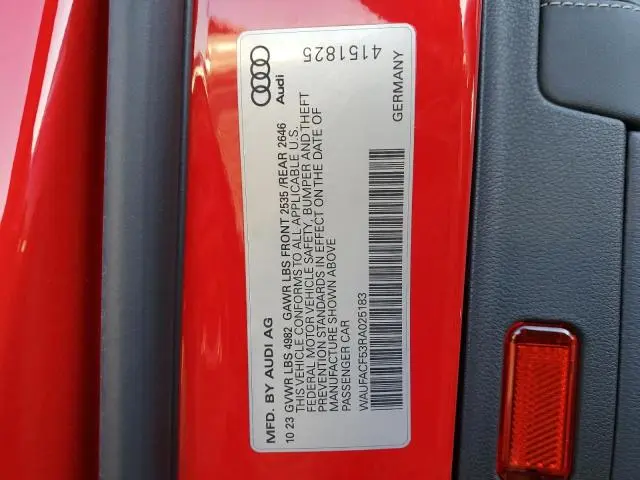 MFD. BY AUDI AG
10 23 GVWR LBS 4982 GAWR LBS FRONT 2535 /REAR 2646
THIS VEHICLE CONFORMS TO ALL APPLICABLE U.S.
FEDERAL MOTOR VEHICLE SAFETY, BUMPER AND THEFT
PREVENTION STANDARDS IN EFFECT ON THE DATE OF
MANUFACTURE SHOWN ABOVE
PASSENGER CAR
WAUFACF53RA025183
Audi
4151825
GERMANY